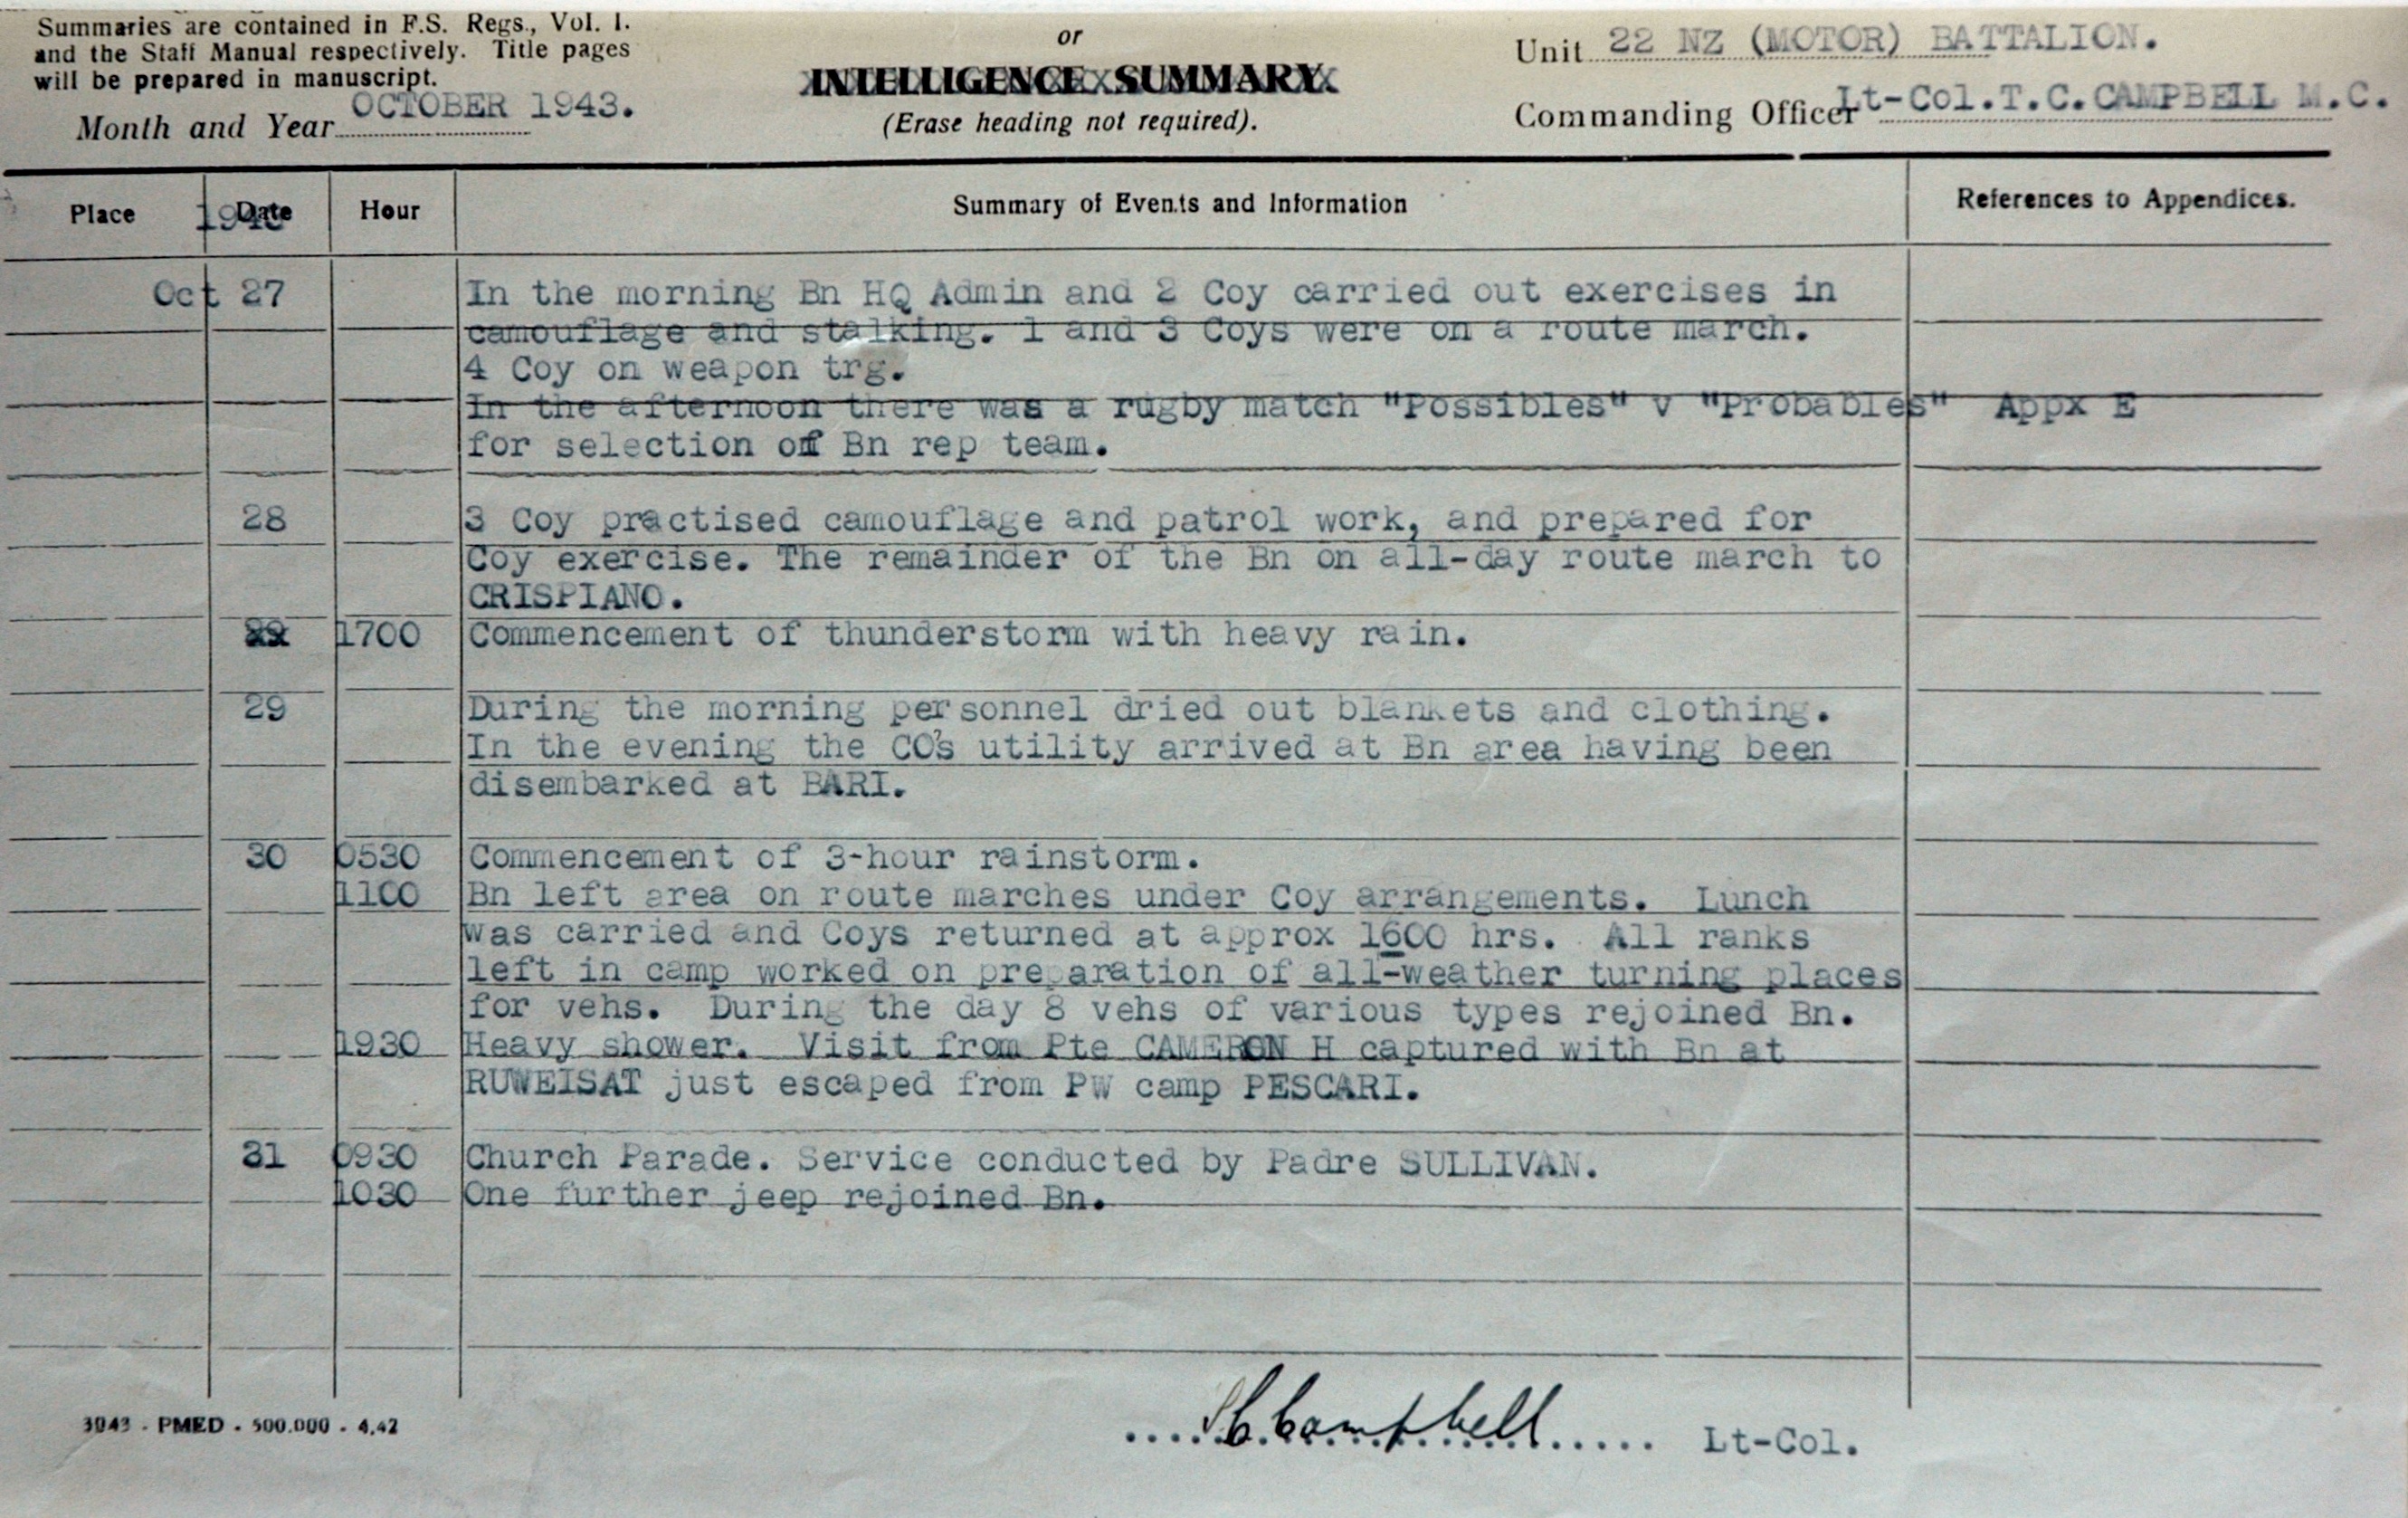 Summaries are contained in F.S. Regs., Vol. I.
and the Staff Manual respectively. Title pages
will be prepared in manuscript.
Month and Year OCTOBER 1943.
or
INTELLIGENCE SUMMARY.
(Erase heading not required).
Unit 22 NZ (MOTOR) BATTALION.
Commanding Officer Lt-Col.T.C.CAMPBELL M.C.
Place Date Hour Summary of Events and Information References to Appendices.
Oct 27 In the morning Bn HQ Admin and 2 Coy carried out exercises in
camouflage and stalking. 1 and 3 Coys were on a route march.
4 Coy on weapon trg.
In the afternoon there was a rugby match "Possibles" v "Probables" Appx E
for selection of Bn rep team.
28 3 Coy practised camouflage and patrol work, and prepared for
Coy exercise. The remainder of the Bn on all-day route march to
CRISPIANO.
1700 Commencement of thunderstorm with heavy rain.
29 During the morning personnel dried out blankets and clothing.
In the evening the CO's utility arrived at Bn area having been
disembarked at BARI.
30 0530 Commencement of 3-hour rainstorm.
1100 Bn left area on route marches under Coy arrangements. Lunch
was carried and Coys returned at approx 1600 hrs. All ranks
left in camp worked on preparation of all-weather turning places
for vehs. During the day 8 vehs of various types rejoined Bn.
1930 Heavy shower. Visit from Pte CAMERON H captured with Bn at
RUWEISAT just escaped from PW camp PESCARI.
31 0930 Church Parade. Service conducted by Padre SULLIVAN.
1030 One further jeep rejoined Bn.
3043 - PMED - 500.000 - 4.42
TCCampbell Lt-Col.